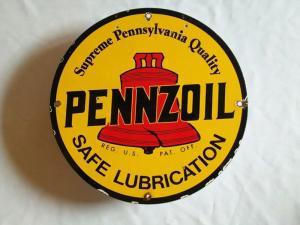 Supreme Pennsylvania Quality
PENNZOIL
REG. U.S. PAT. OFF.
SAFE LUBRICATION